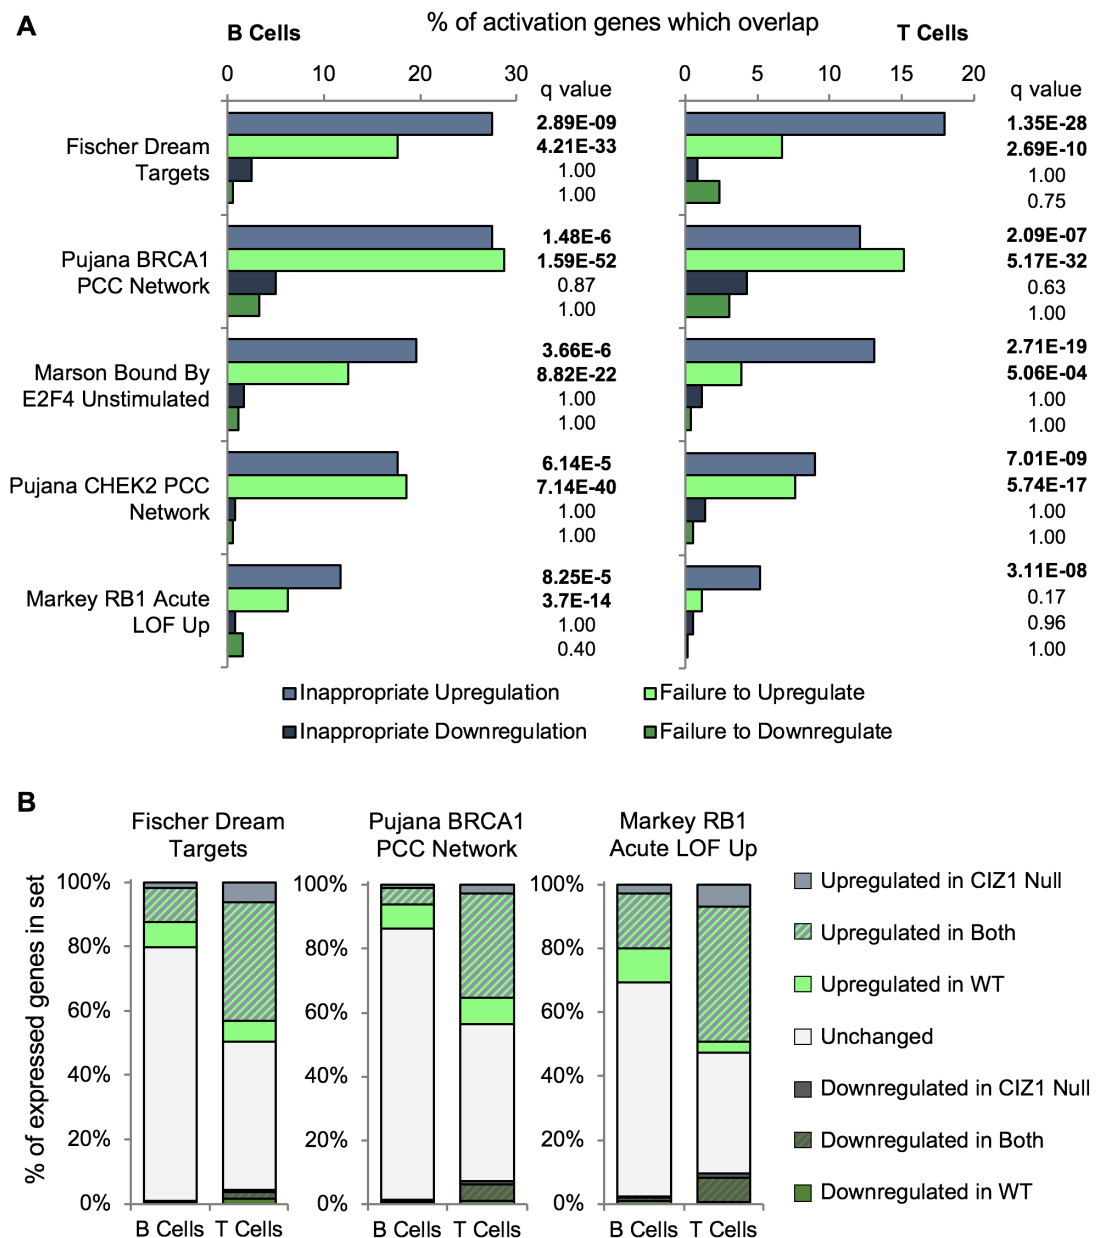 A
% of activation genes which overlap
B Cells
T Cells
0 10 20 30
q value
0 5 10 15 20
q value
Fischer Dream
Targets
2.89E-09
4.21E-33
1.00
1.00
1.35E-28
2.69E-10
1.00
0.75
Pujana BRCA1
PCC Network
1.48E-6
1.59E-52
0.87
1.00
2.09E-07
5.17E-32
0.63
1.00
Marson Bound By
E2F4 Unstimulated
3.66E-6
8.82E-22
1.00
1.00
2.71E-19
5.06E-04
1.00
1.00
Pujana CHEK2 PCC
Network
6.14E-5
7.14E-40
1.00
1.00
7.01E-09
5.74E-17
1.00
1.00
Markey RB1 Acute
LOF Up
8.25E-5
3.7E-14
1.00
0.40
3.11E-08
0.17
0.96
1.00
Inappropriate Upregulation
Failure to Upregulate
Inappropriate Downregulation
Failure to Downregulate
B
% of expressed genes in set
Fischer Dream
Targets
100%
80%
60%
40%
20%
0%
B Cells T Cells
Pujana BRCA1
PCC Network
100%
80%
60%
40%
20%
0%
B Cells T Cells
Markey RB1
Acute LOF Up
100%
80%
60%
40%
20%
0%
B Cells T Cells
Upregulated in CIZ1 Null
Upregulated in Both
Upregulated in WT
Unchanged
Downregulated in CIZ1 Null
Downregulated in Both
Downregulated in WT